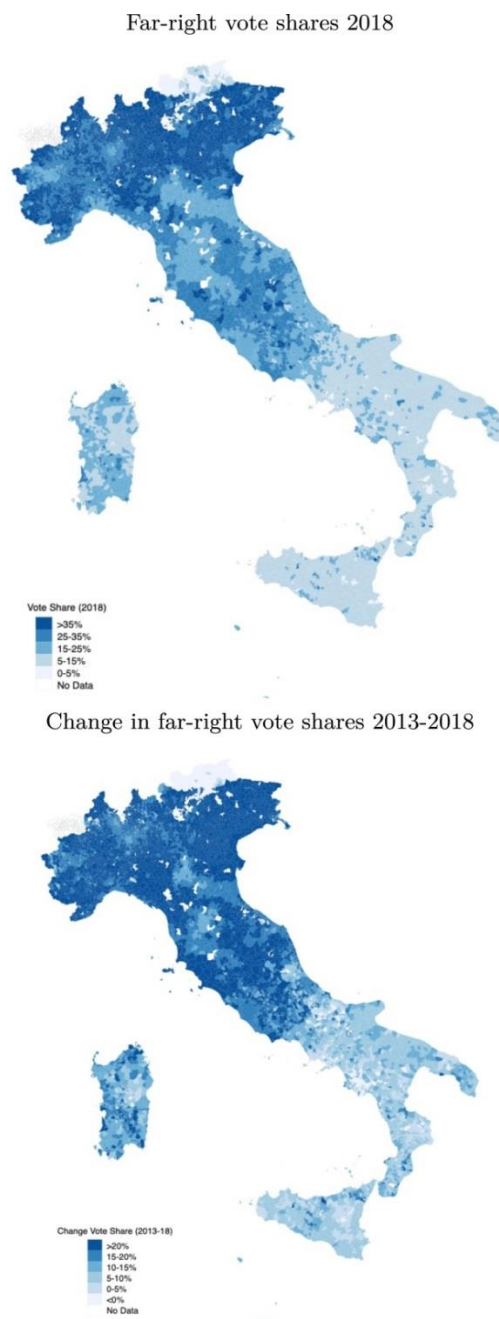 Far-right vote shares 2018
Vote Share (2018)
>35%
25-35%
15-25%
5-15%
0-5%
No Data
Change in far-right vote shares 2013-2018
Change Vote Share (2013-18)
>20%
15-20%
10-15%
5-10%
0-5%
<0%
No Data